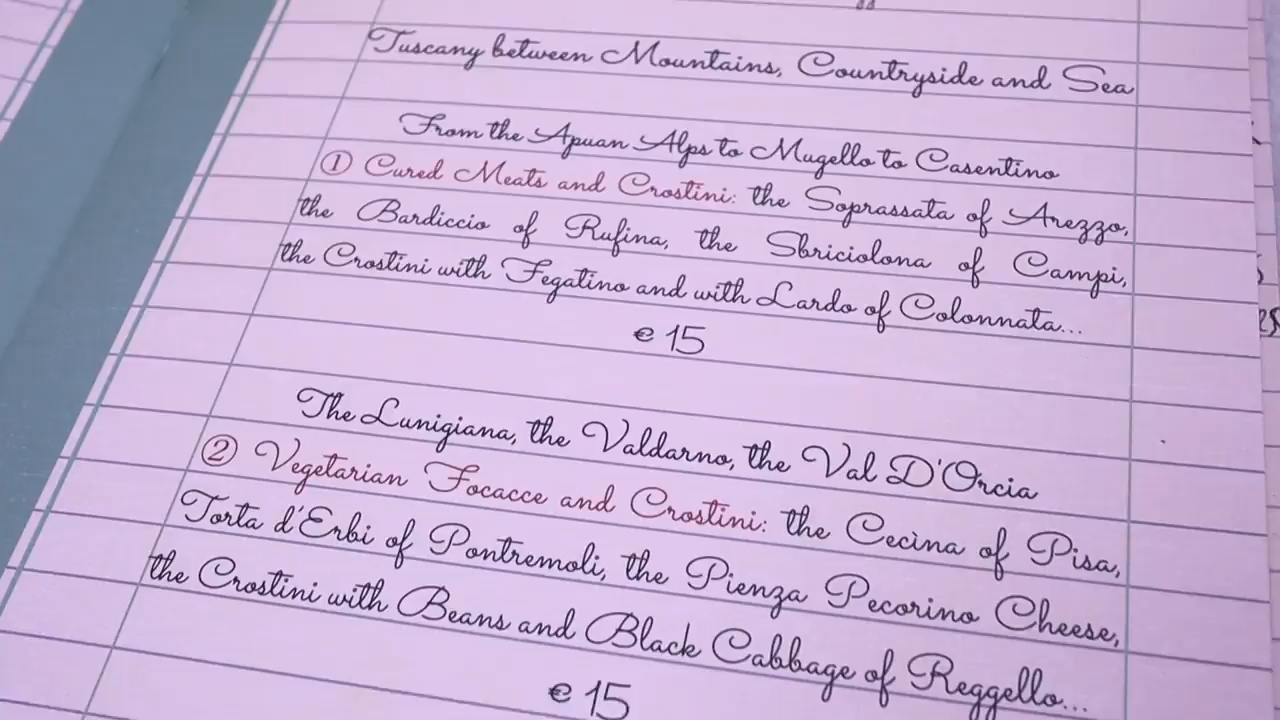 Tuscany between Mountains, Countryside and Sea
From the Apuan Alps to Mugello to Casentino
① Cured Meats and Crostini: the Soprassata of Arezzo,
the Bardiccio of Rufina, the Sbriciolona of Campi,
the Crostini with Fegatino and with Lardo of Colonnata...
€ 15
The Lunigiana, the Valdarno, the Val D'Orcia
② Vegetarian Focacce and Crostini: the Cecìna of Pisa,
Torta d'Erbi of Pontremoli, the Pienza Pecorino Cheese,
the Crostini with Beans and Black Cabbage of Reggello...
€ 15